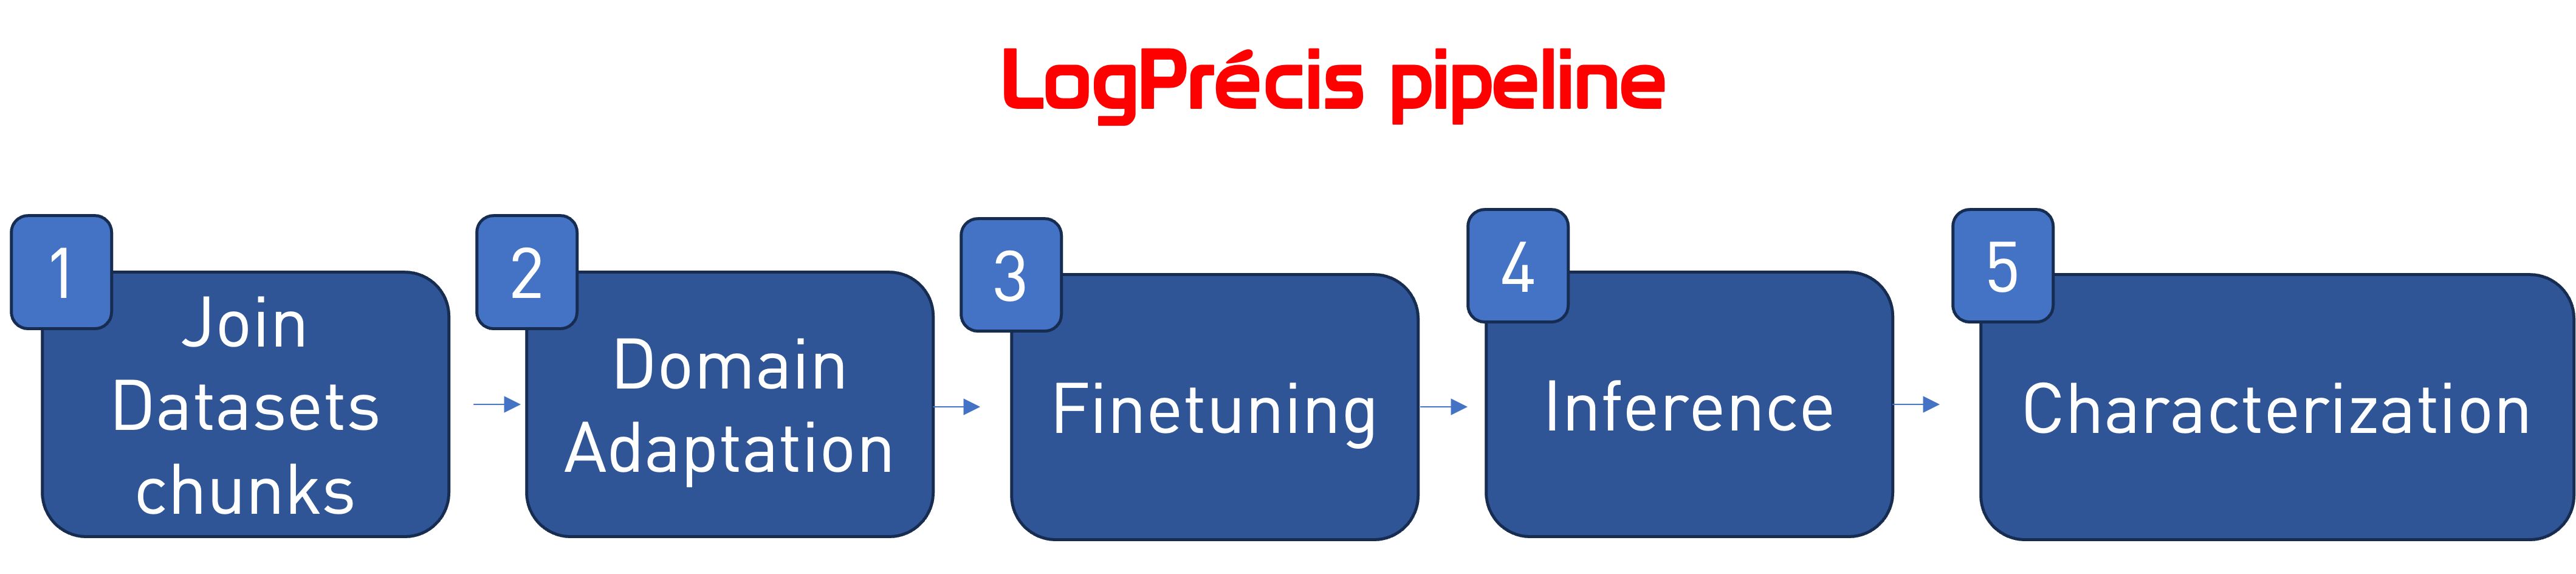 LogPrécis pipeline
1
Join
Datasets
chunks
2
Domain
Adaptation
3
Finetuning
4
Inference
5
Characterization